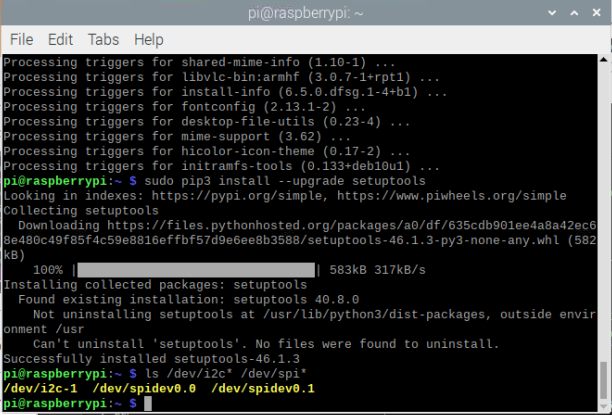 pi@raspberrypi: ~
File Edit Tabs Help
Processing triggers for shared-mime-info (1.10-1) ...
Processing triggers for libvlc-bin:armhf (3.0.7-1+rpt1) ...
Processing triggers for install-info (6.5.0.dfsg.1-4+b1) ...
Processing triggers for fontconfig (2.13.1-2) ...
Processing triggers for desktop-file-utils (0.23-4) ...
Processing triggers for mime-support (3.62) ...
Processing triggers for hicolor-icon-theme (0.17-2) ...
Processing triggers for initramfs-tools (0.133+deb10u1) ...
pi@raspberrypi:~ $ sudo pip3 install --upgrade setuptools
Looking in indexes: https://pypi.org/simple, https://www.piwheels.org/simple
Collecting setuptools
  Downloading https://files.pythonhosted.org/packages/a0/df/635cdb901ee4a8a42ec6
8e480c49f85f4c59e8816effbf57d9e6ee8b3588/setuptools-46.1.3-py3-none-any.whl (582
kB)
    100% |████████████████████████████████| 583kB 317kB/s
Installing collected packages: setuptools
  Found existing installation: setuptools 40.8.0
    Not uninstalling setuptools at /usr/lib/python3/dist-packages, outside envir
onment /usr
    Can't uninstall 'setuptools'. No files were found to uninstall.
Successfully installed setuptools-46.1.3
pi@raspberrypi:~ $ ls /dev/i2c* /dev/spi*
/dev/i2c-1  /dev/spidev0.0  /dev/spidev0.1
pi@raspberrypi:~ $